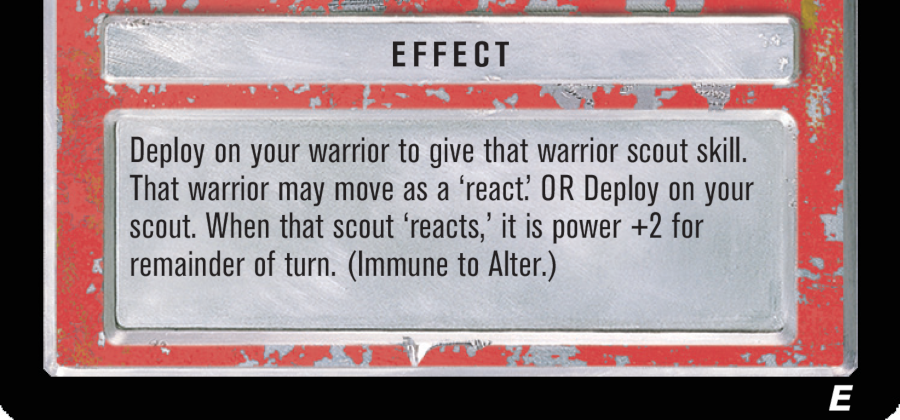 EFFECT
Deploy on your warrior to give that warrior scout skill.
That warrior may move as a ‘react.’ OR Deploy on your
scout. When that scout ‘reacts,’ it is power +2 for
remainder of turn. (Immune to Alter.)
E